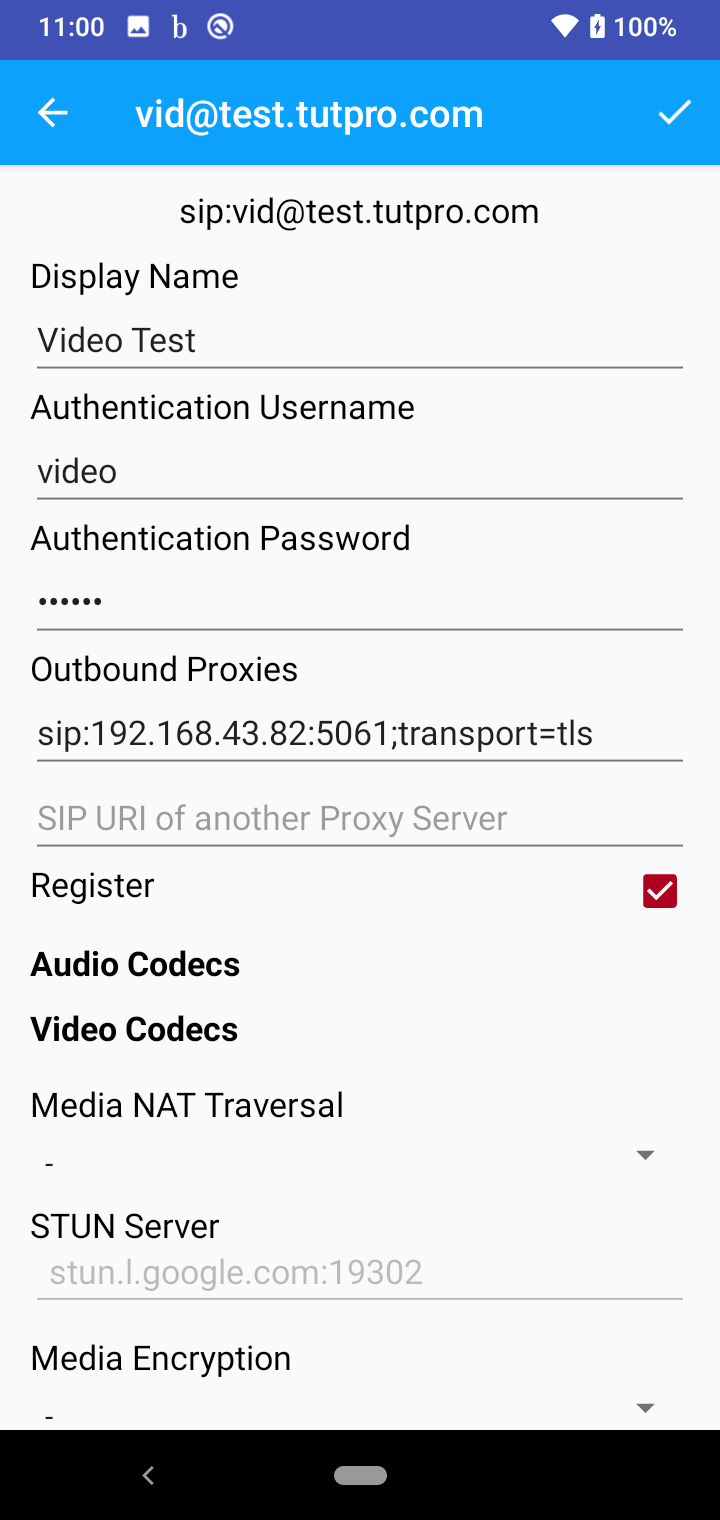 11:00 b 100%
vid@test.tutpro.com
sip:vid@test.tutpro.com
Display Name
Video Test
Authentication Username
video
Authentication Password
••••••
Outbound Proxies
sip:192.168.43.82:5061;transport=tls
SIP URI of another Proxy Server
Register
Audio Codecs
Video Codecs
Media NAT Traversal
-
STUN Server
stun.l.google.com:19302
Media Encryption
-